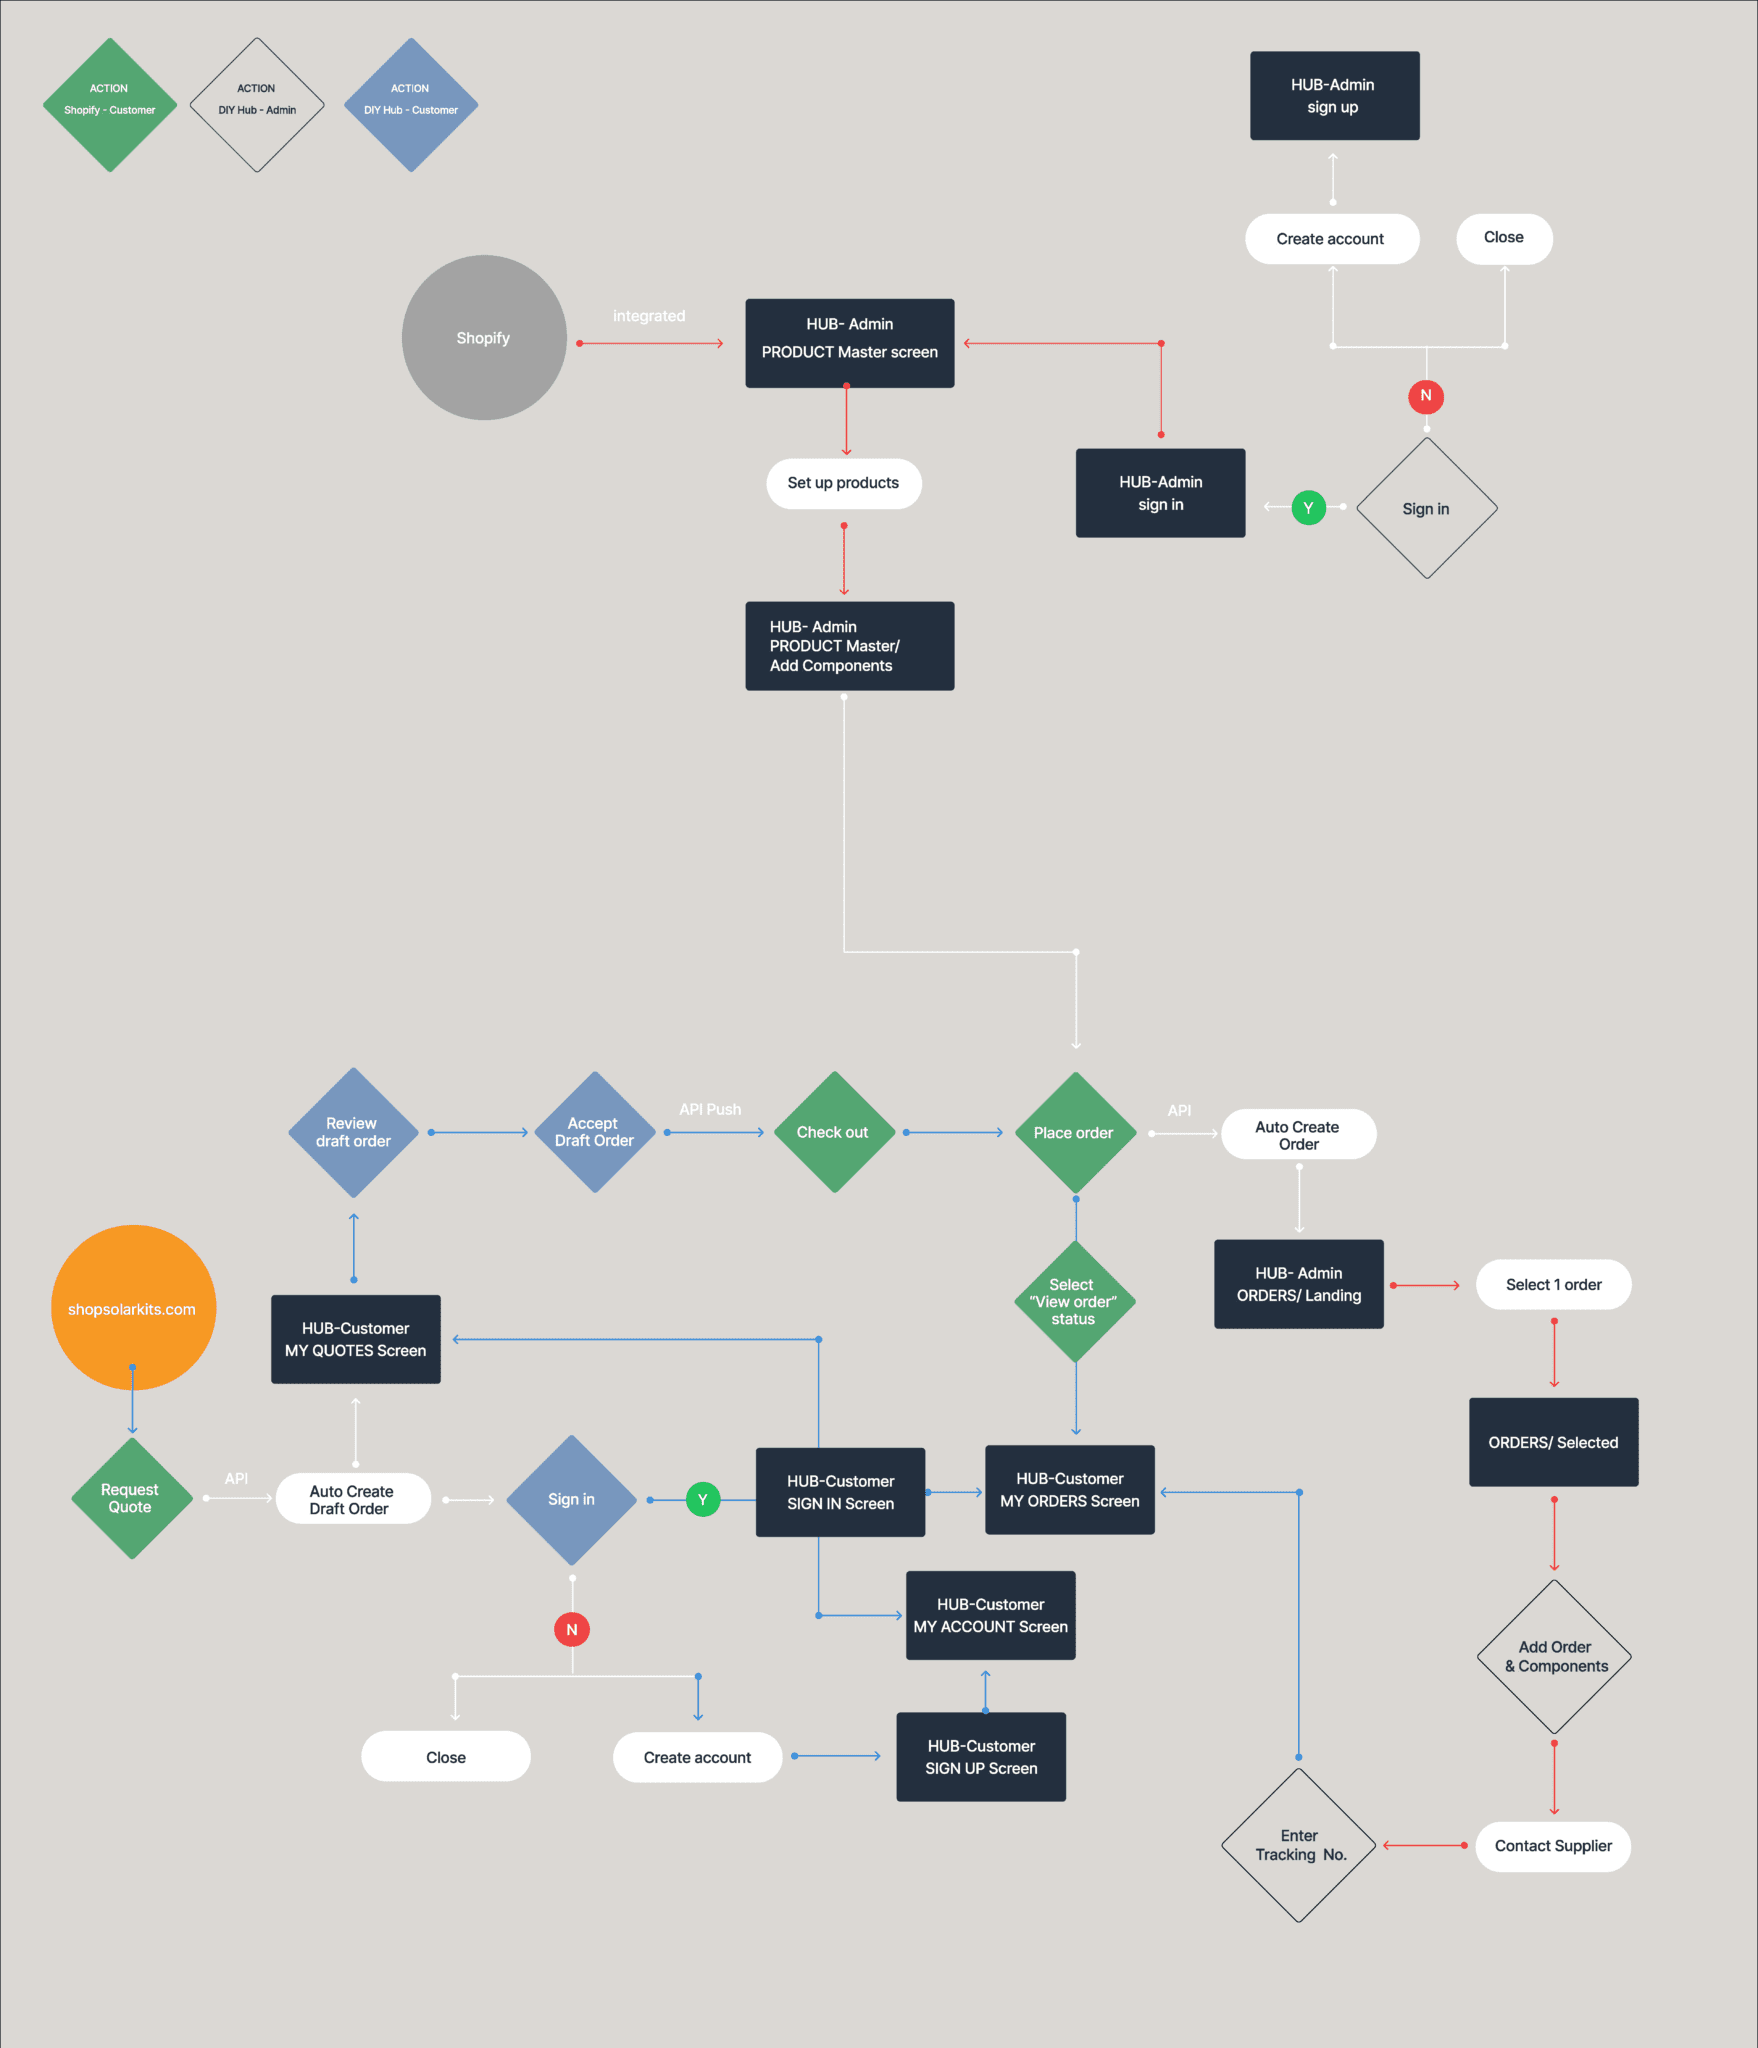 ACTION
Shopify - Customer
ACTION
DIY Hub - Admin
ACTION
DIY Hub - Customer
HUB-Admin
sign up
Create account
Close
Shopify
integrated
HUB- Admin
PRODUCT Master screen
N
Set up products
HUB-Admin
sign in
Y
Sign in
HUB- Admin
PRODUCT Master/
Add Components
Review
draft order
Accept
Draft Order
API Push
Check out
Place order
API
Auto Create
Order
shopsolarkits.com
HUB-Customer
MY QUOTES Screen
Select
”View order”
status
HUB- Admin
ORDERS/ Landing
Select 1 order
Request
Quote
API
Auto Create
Draft Order
Sign in
Y
HUB-Customer
SIGN IN Screen
HUB-Customer
MY ORDERS Screen
ORDERS/ Selected
N
HUB-Customer
MY ACCOUNT Screen
Add Order
& Components
Close
Create account
HUB-Customer
SIGN UP Screen
Enter
Tracking No.
Contact Supplier